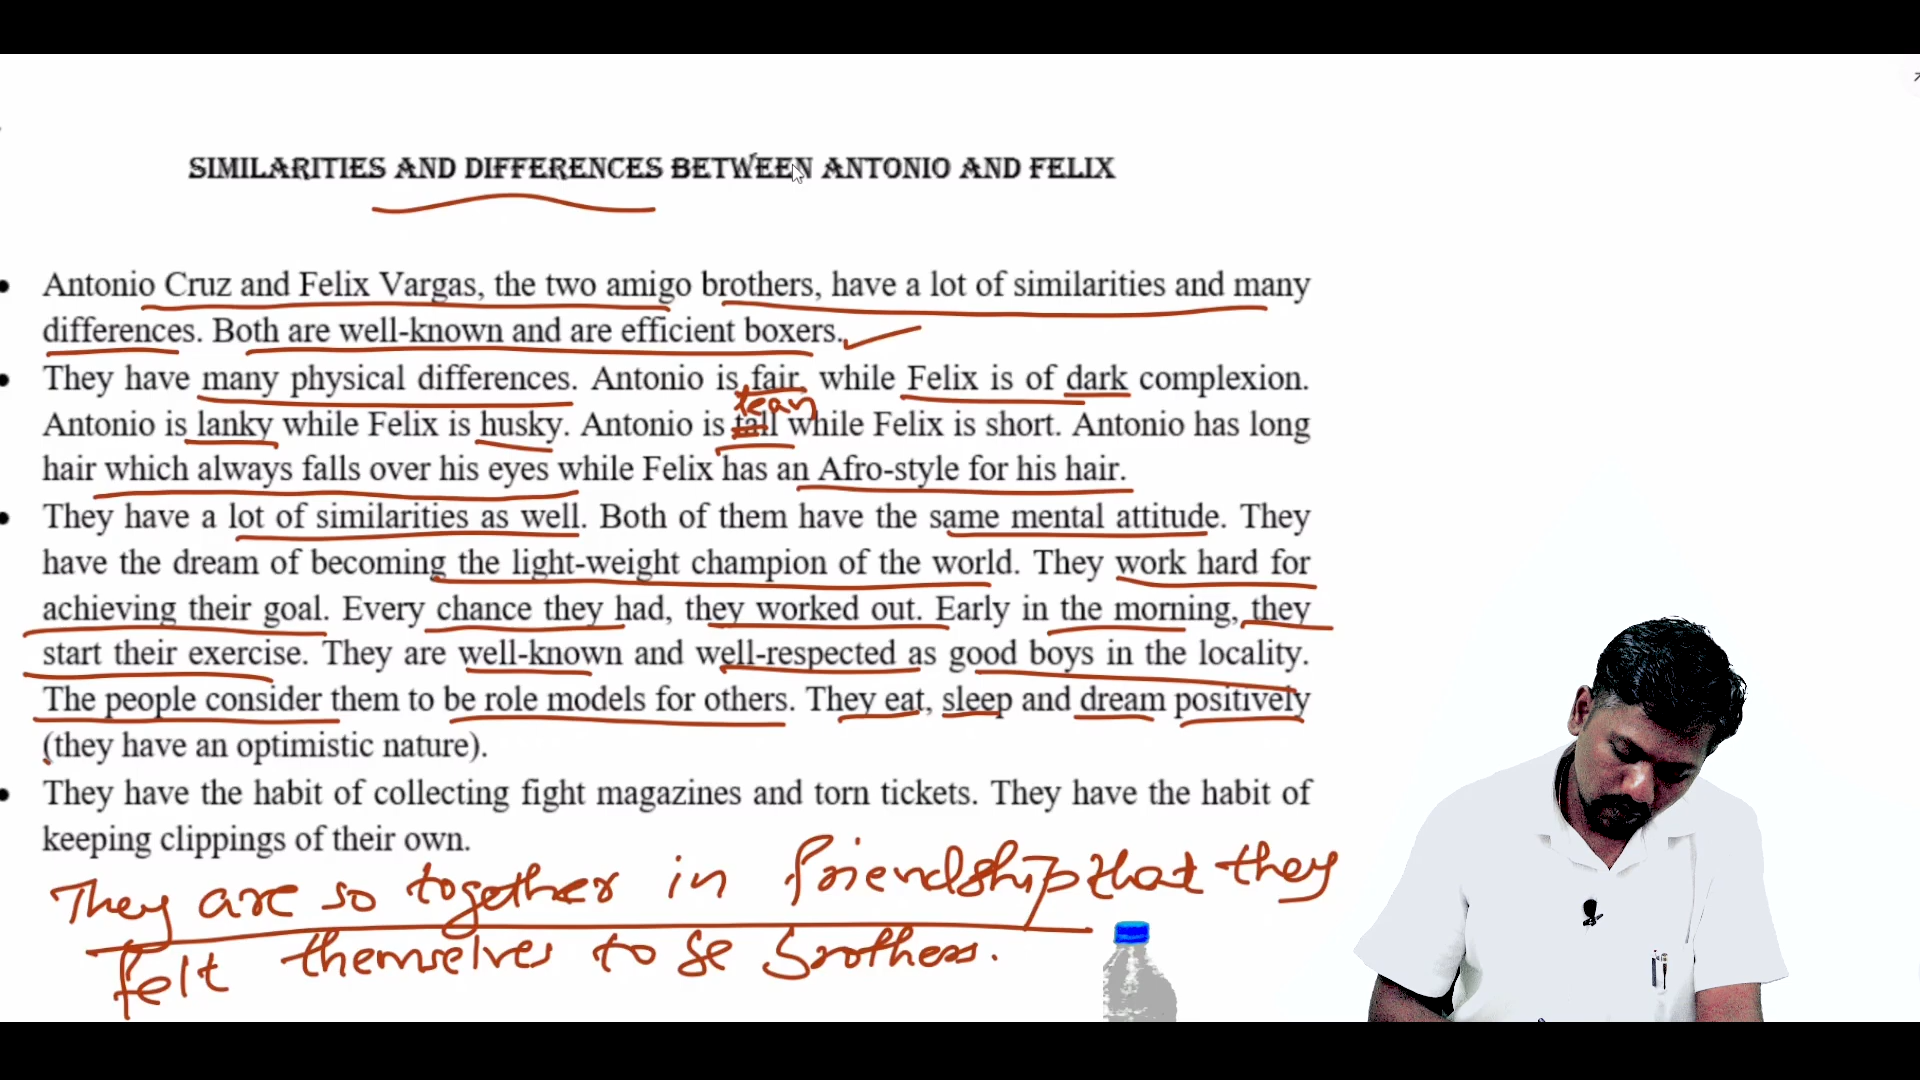 SIMILARITIES AND DIFFERENCES BETWEEN ANTONIO AND FELIX
• Antonio Cruz and Felix Vargas, the two amigo brothers, have a lot of similarities and many
differences. Both are well-known and are efficient boxers.
• They have many physical differences. Antonio is fair while Felix is of dark complexion.
lean
Antonio is lanky while Felix is husky. Antonio is tall while Felix is short. Antonio has long
hair which always falls over his eyes while Felix has an Afro-style for his hair.
• They have a lot of similarities as well. Both of them have the same mental attitude. They
have the dream of becoming the light-weight champion of the world. They work hard for
achieving their goal. Every chance they had, they worked out. Early in the morning, they
start their exercise. They are well-known and well-respected as good boys in the locality.
The people consider them to be role models for others. They eat, sleep and dream positively
(they have an optimistic nature).
• They have the habit of collecting fight magazines and torn tickets. They have the habit of
keeping clippings of their own.
They are so together in friendship that they
felt themselves to be brothers.